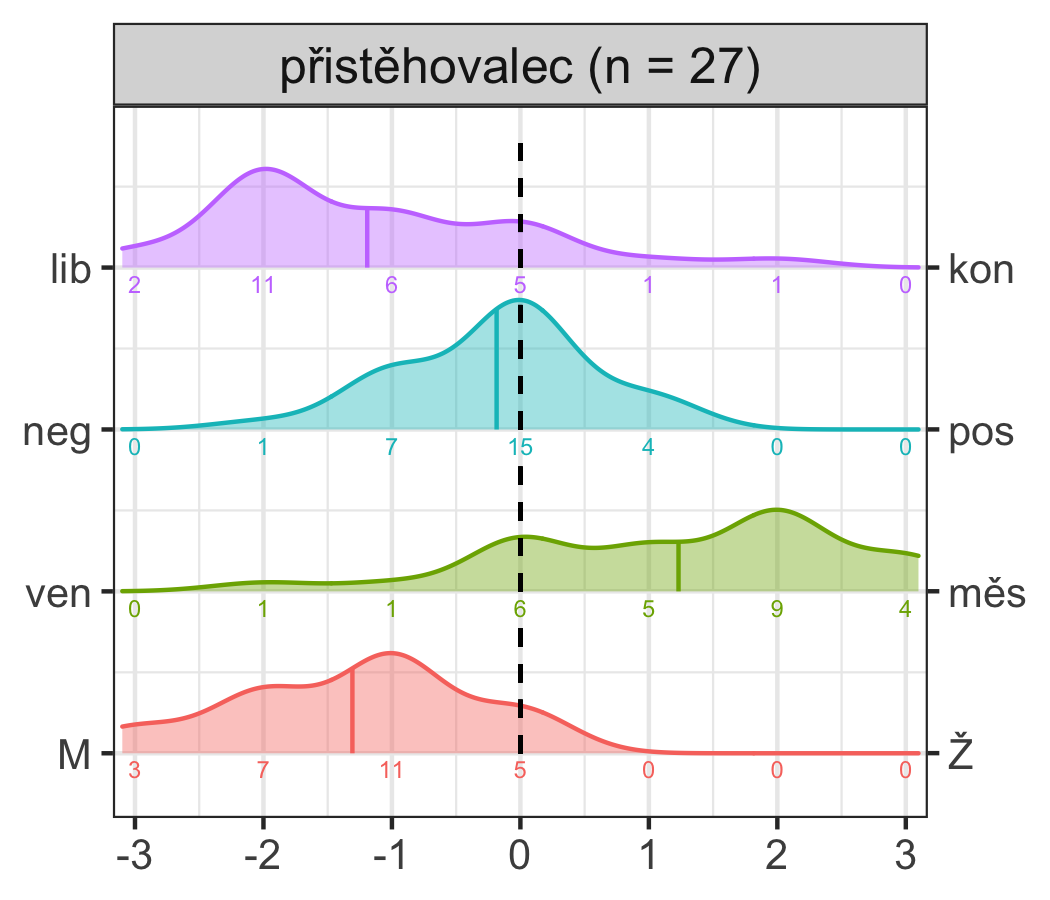 přistěhovalec (n = 27)
lib kon
2 11 6 5 1 1 0
neg pos
0 1 7 15 4 0 0
ven měs
0 1 1 6 5 9 4
M Ž
3 7 11 5 0 0 0
-3 -2 -1 0 1 2 3